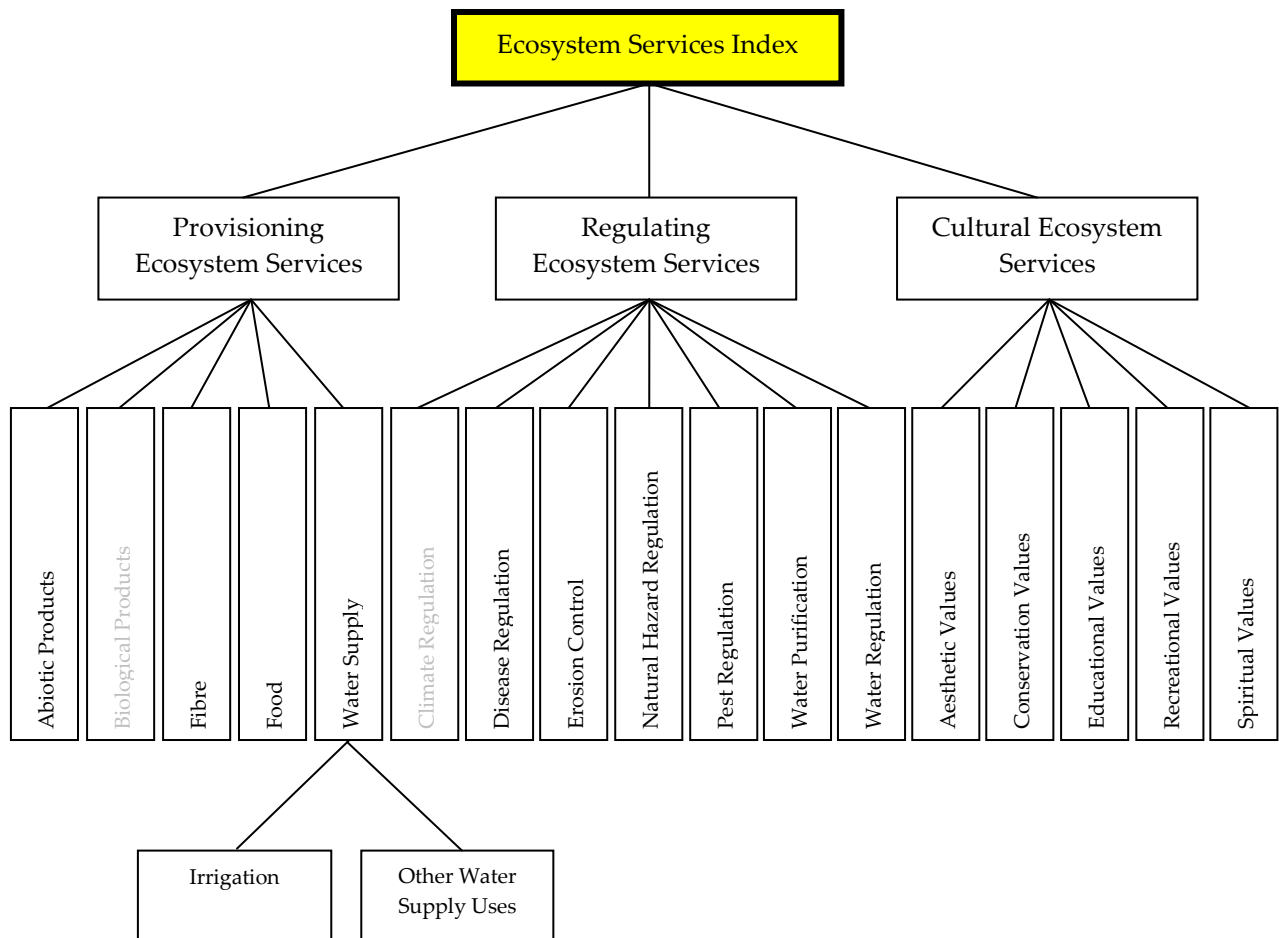 Ecosystem Services Index
Provisioning
Ecosystem Services
Regulating
Ecosystem Services
Cultural Ecosystem
Services
Abiotic Products
Biological Products
Fibre
Food
Water Supply
Climate Regulation
Disease Regulation
Erosion Control
Natural Hazard Regulation
Pest Regulation
Water Purification
Water Regulation
Aesthetic Values
Conservation Values
Educational Values
Recreational Values
Spiritual Values
Irrigation
Other Water
Supply Uses